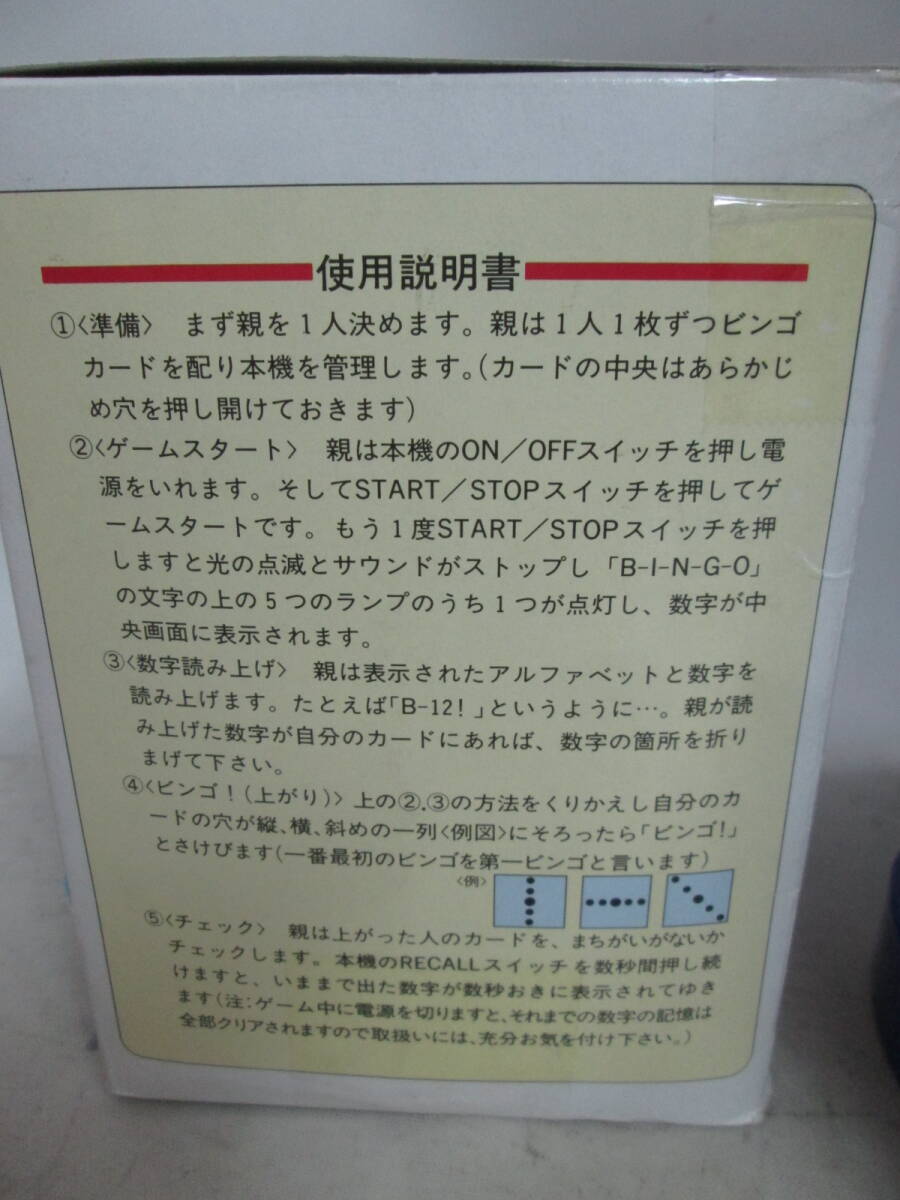 使用説明書
①〈準備〉 まず親を1人決めます。親は1人1枚ずつビンゴ
カードを配り本機を管理します。(カードの中央はあらかじ
め穴を押し開けておきます)
②〈ゲームスタート〉 親は本機のON/OFFスイッチを押し電
源をいれます。そしてSTART/STOPスイッチを押してゲ
ームスタートです。もう1度START/STOPスイッチを押
しますと光の点滅とサウンドがストップし「B-I-N-G-O」
の文字の上の5つのランプのうち1つが点灯し、数字が中
央画面に表示されます。
③〈数字読み上げ〉 親は表示されたアルファベットと数字を
読み上げます。たとえば「B-12!」というように…。親が読
み上げた数字が自分のカードにあれば、数字の箇所を折り
まげて下さい。
④〈ビンゴ!(上がり)〉上の②.③の方法をくりかえし自分のカ
ードの穴が縦、横、斜めの一列〈例図〉にそろったら「ビンゴ!」
とさけびます(一番最初のビンゴを第一ビンゴと言います)
〈例〉
⑤〈チェック〉 親は上がった人のカードを、まちがいがないか
チェックします。本機のRECALLスイッチを数秒間押し続
けますと、いままで出た数字が数秒おきに表示されてゆき
ます(注:ゲーム中に電源を切りますと、それまでの数字の記憶は
全部クリアされますので取扱いには、充分お気を付け下さい。)